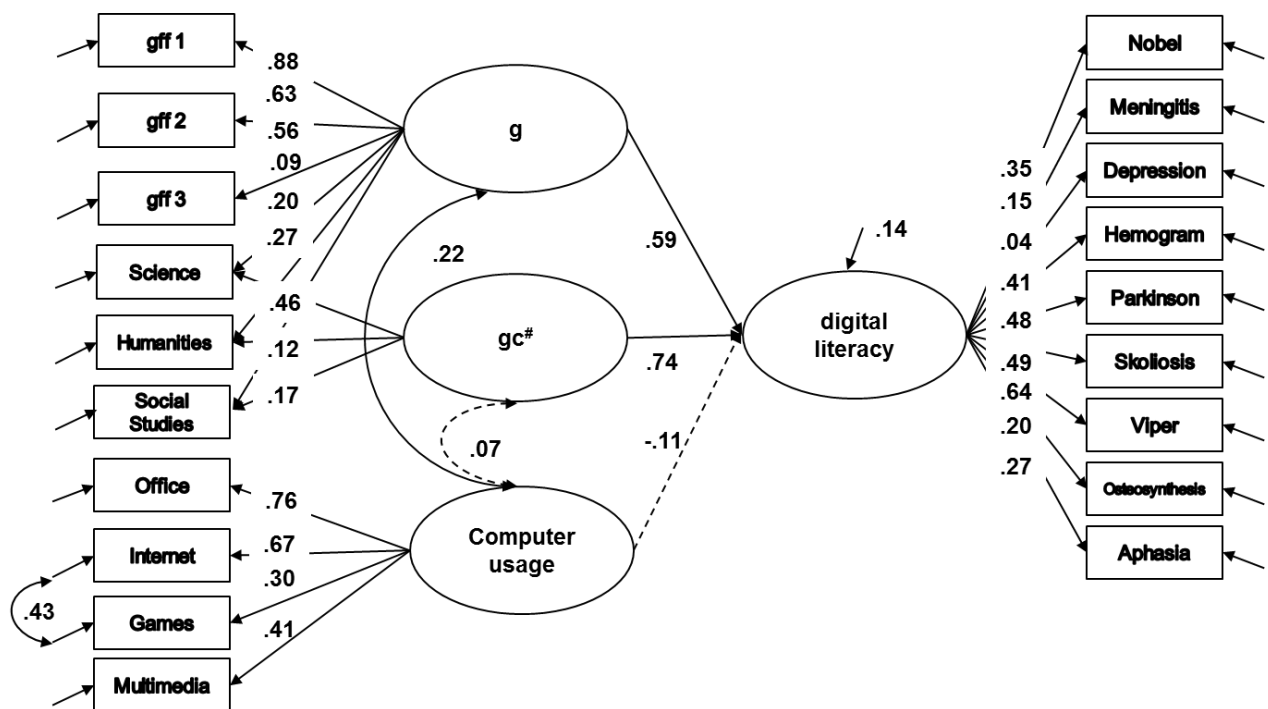 gff 1
gff 2
gff 3
Science
Humanities
Social
Studies
Office
Internet
Games
Multimedia
.43
.88
.63
.56
.09
.20
.27
.46
.12
.17
.76
.67
.30
.41
g
gc#
Computer
usage
.22
.07
.59
.74
-.11
.14
digital
literacy
.35
.15
.04
.41
.48
.49
.64
.20
.27
Nobel
Meningitis
Depression
Hemogram
Parkinson
Skoliosis
Viper
Osteosynthesis
Aphasia